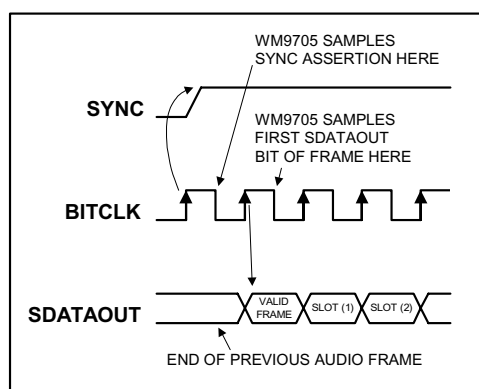 WM9705 SAMPLES
SYNC ASSERTION HERE
SYNC
WM9705 SAMPLES
FIRST SDATAOUT
BIT OF FRAME HERE
BITCLK
SDATAOUT
VALID
FRAME
SLOT (1)
SLOT (2)
END OF PREVIOUS AUDIO FRAME